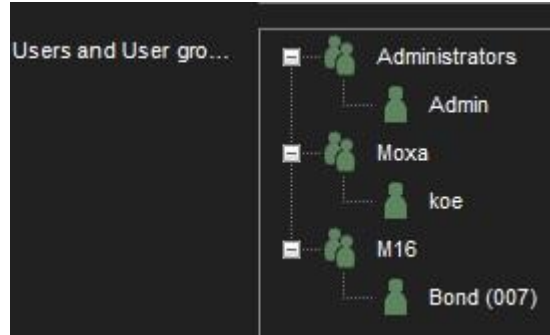 Users and User gro...
Administrators
Admin
Moxa
koe
M16
Bond (007)